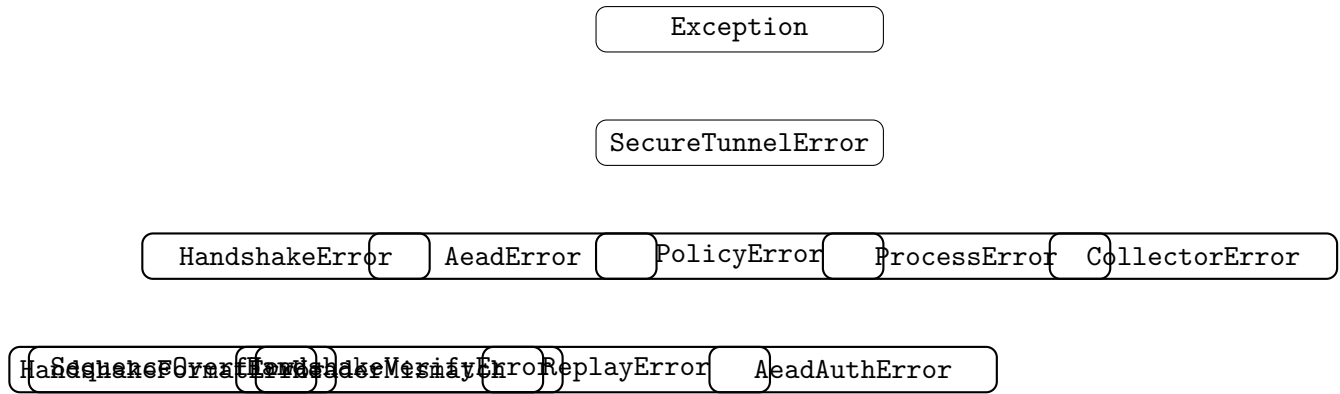 Exception
SecureTunnelError
HandshakeError AeadError PolicyError ProcessError CollectorError
ReplayError AeadAuthError